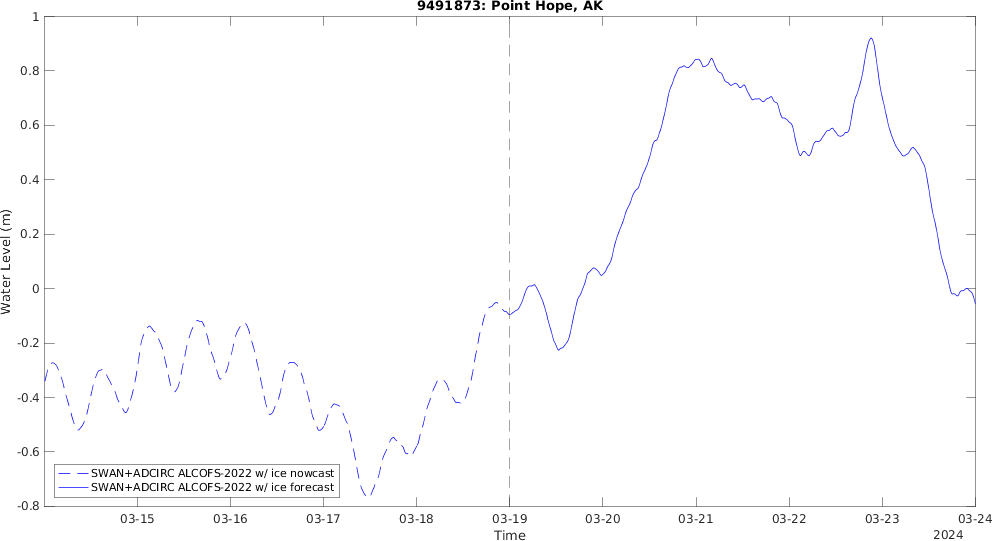 9491873: Point Hope, AK
Water Level (m)
1
0.8
0.6
0.4
0.2
0
-0.2
-0.4
-0.6
-0.8
SWAN+ADCIRC ALCOFS-2022 w/ ice nowcast
SWAN+ADCIRC ALCOFS-2022 w/ ice forecast
03-15 03-16 03-17 03-18 03-19 03-20 03-21 03-22 03-23 03-24
Time
2024